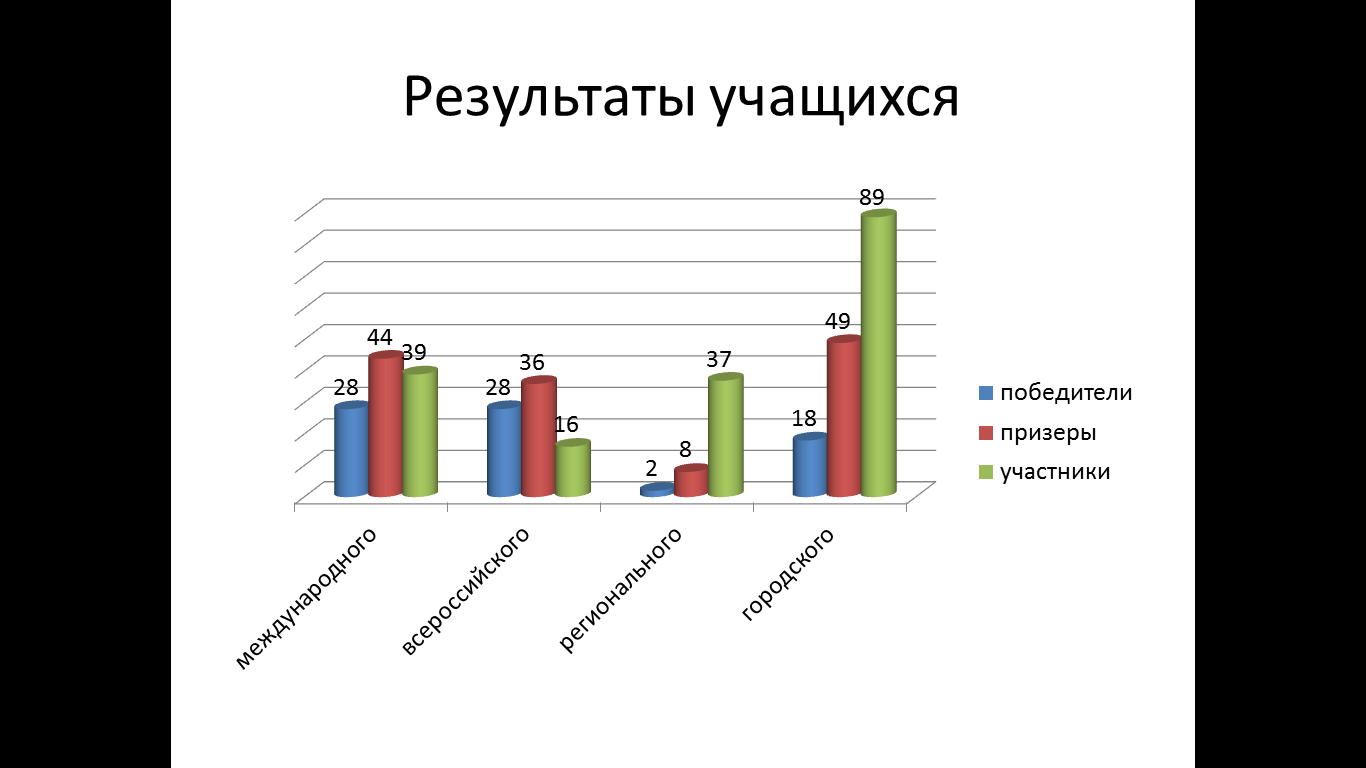 Результаты учащихся
28
44
39
28
36
16
2
8
37
18
49
89
международного
всероссийского
регионального
городского
победители
призеры
участники